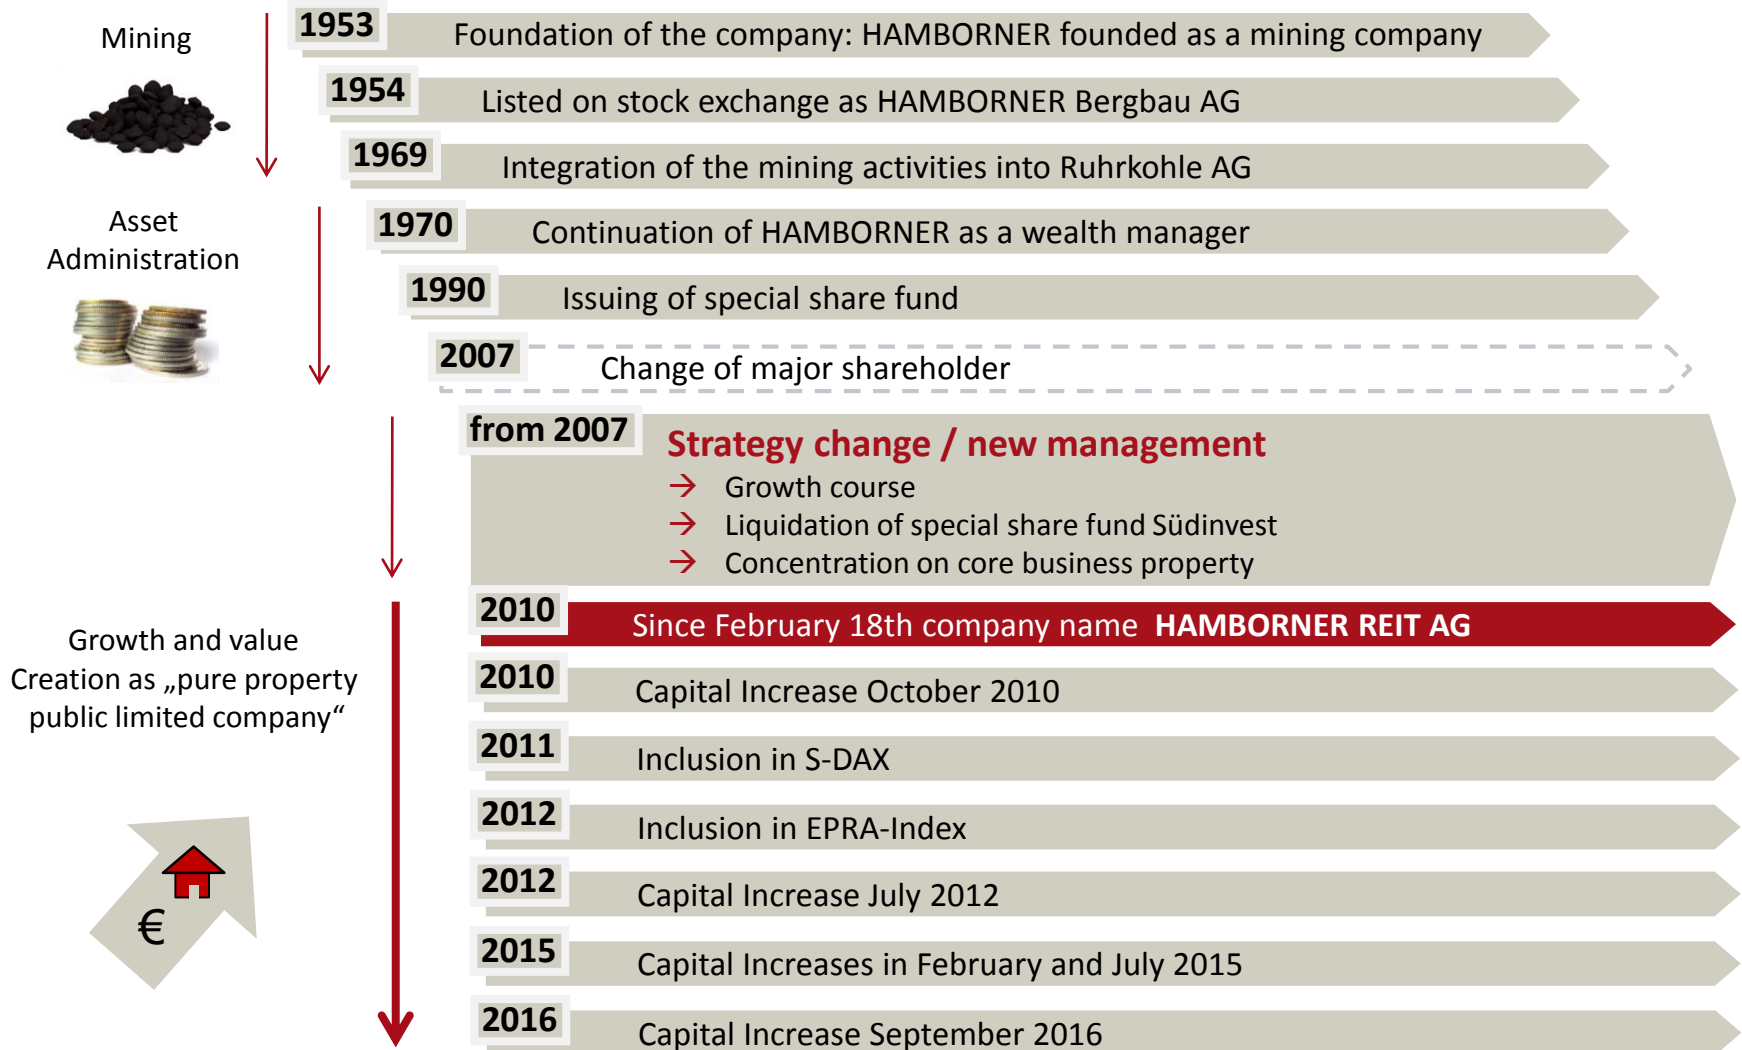 Mining
1953
Foundation of the company: HAMBORNER founded as a mining company
1954
Listed on stock exchange as HAMBORNER Bergbau AG
1969
Integration of the mining activities into Ruhrkohle AG
Asset
Administration
1970
Continuation of HAMBORNER as a wealth manager
1990
Issuing of special share fund
2007
Change of major shareholder
from 2007
Strategy change / new management
→ Growth course
→ Liquidation of special share fund Südinvest
→ Concentration on core business property
Growth and value
Creation as „pure property
public limited company“
€
2010
Since February 18th company name HAMBORNER REIT AG
2010
Capital Increase October 2010
2011
Inclusion in S-DAX
2012
Inclusion in EPRA-Index
2012
Capital Increase July 2012
2015
Capital Increases in February and July 2015
2016
Capital Increase September 2016